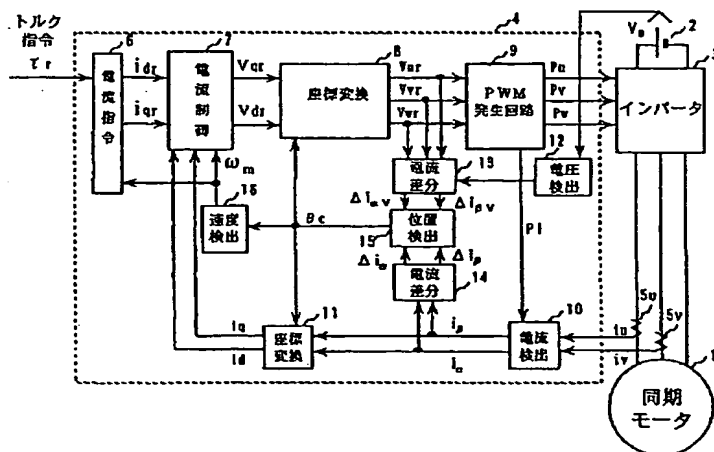 トルク
指令
τr
6
電流指令
idr
iqr
7
電流制御
Vqr
Vdr
8
座標変換
Vur
Vvr
Vwr
9
PWM
発生回路
Pu
Pv
Pw
4
2
インバータ
13
電流
差分
12
電圧
検出
ωm
16
速度
検出
θc
Δiαv
Δiβv
15
位置
検出
Δiα
Δiβ
14
電流
差分
P1
11
座標
変換
iq
id
iβ
iα
10
電流
検出
5u
5v
iu
iv
1
同期
モータ